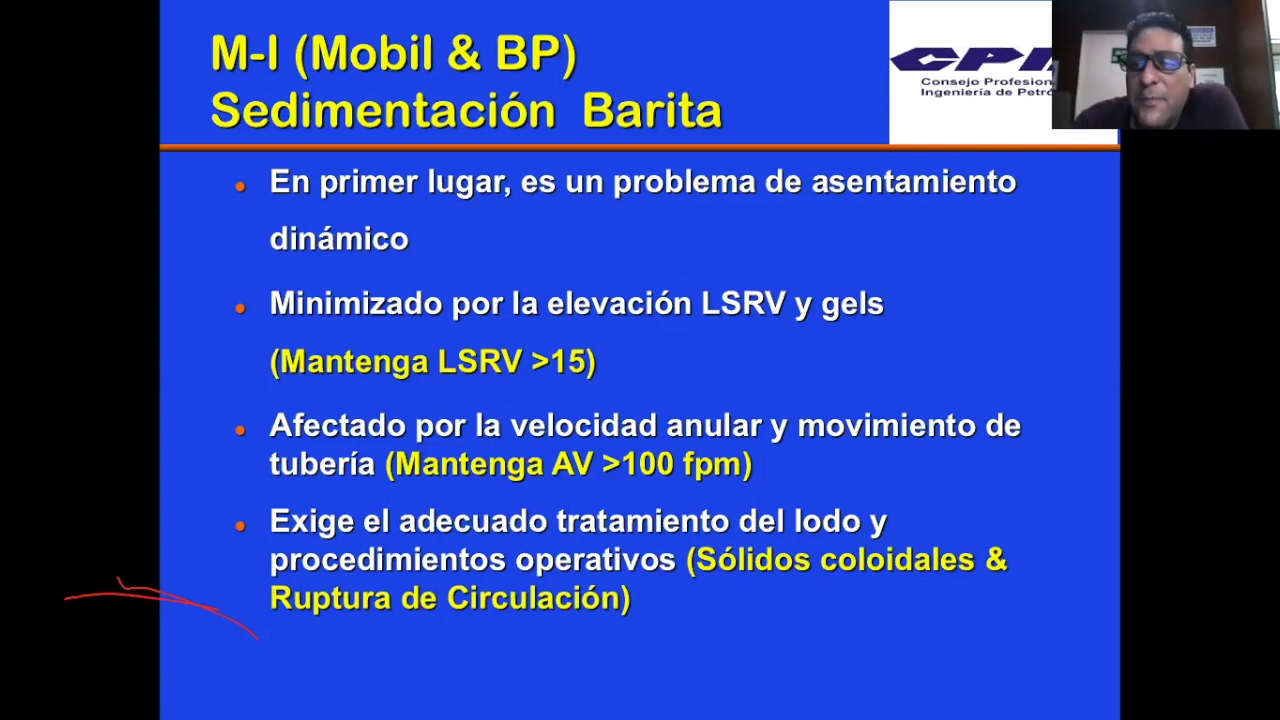 M-I (Mobil & BP)
Sedimentación Barita
Consejo Profesion
Ingeniería de Petró
En primer lugar, es un problema de asentamiento
dinámico
Minimizado por la elevación LSRV y gels
(Mantenga LSRV >15)
Afectado por la velocidad anular y movimiento de
tubería (Mantenga AV >100 fpm)
Exige el adecuado tratamiento del lodo y
procedimientos operativos (Sólidos coloidales &
Ruptura de Circulación)